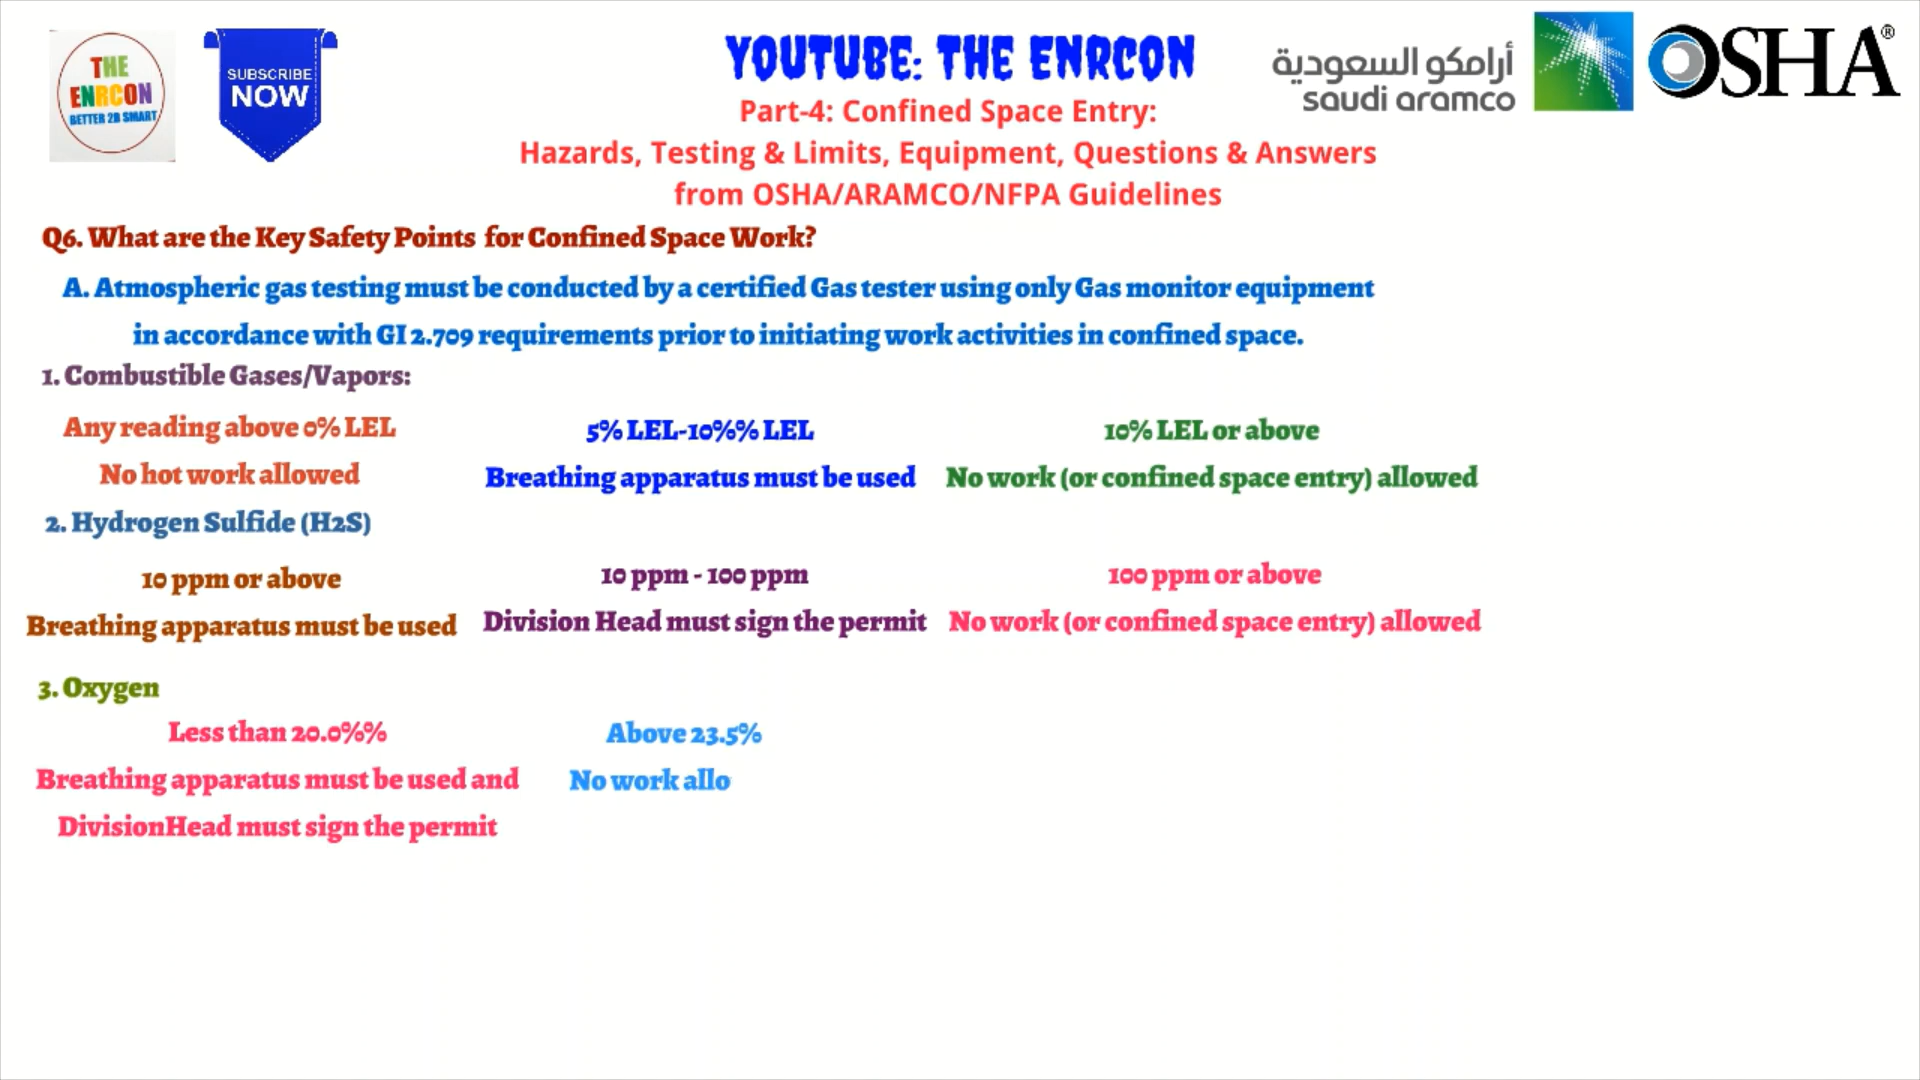 THE
ENRCON
BETTER 2B SMART
SUBSCRIBE
NOW
YOUTUBE: THE ENRCON
أرامكو السعودية
saudi aramco
OSHA®
Part-4: Confined Space Entry:
Hazards, Testing & Limits, Equipment, Questions & Answers
from OSHA/ARAMCO/NFPA Guidelines
Q6. What are the Key Safety Points for Confined Space Work?
A. Atmospheric gas testing must be conducted by a certified Gas tester using only Gas monitor equipment
in accordance with GI 2.709 requirements prior to initiating work activities in confined space.
1. Combustible Gases/Vapors:
Any reading above 0% LEL
No hot work allowed
5% LEL-10%% LEL
Breathing apparatus must be used
10% LEL or above
No work (or confined space entry) allowed
2. Hydrogen Sulfide (H2S)
10 ppm or above
Breathing apparatus must be used
10 ppm - 100 ppm
Division Head must sign the permit
100 ppm or above
No work (or confined space entry) allowed
3. Oxygen
Less than 20.0%%
Breathing apparatus must be used and
DivisionHead must sign the permit
Above 23.5%
No work allo